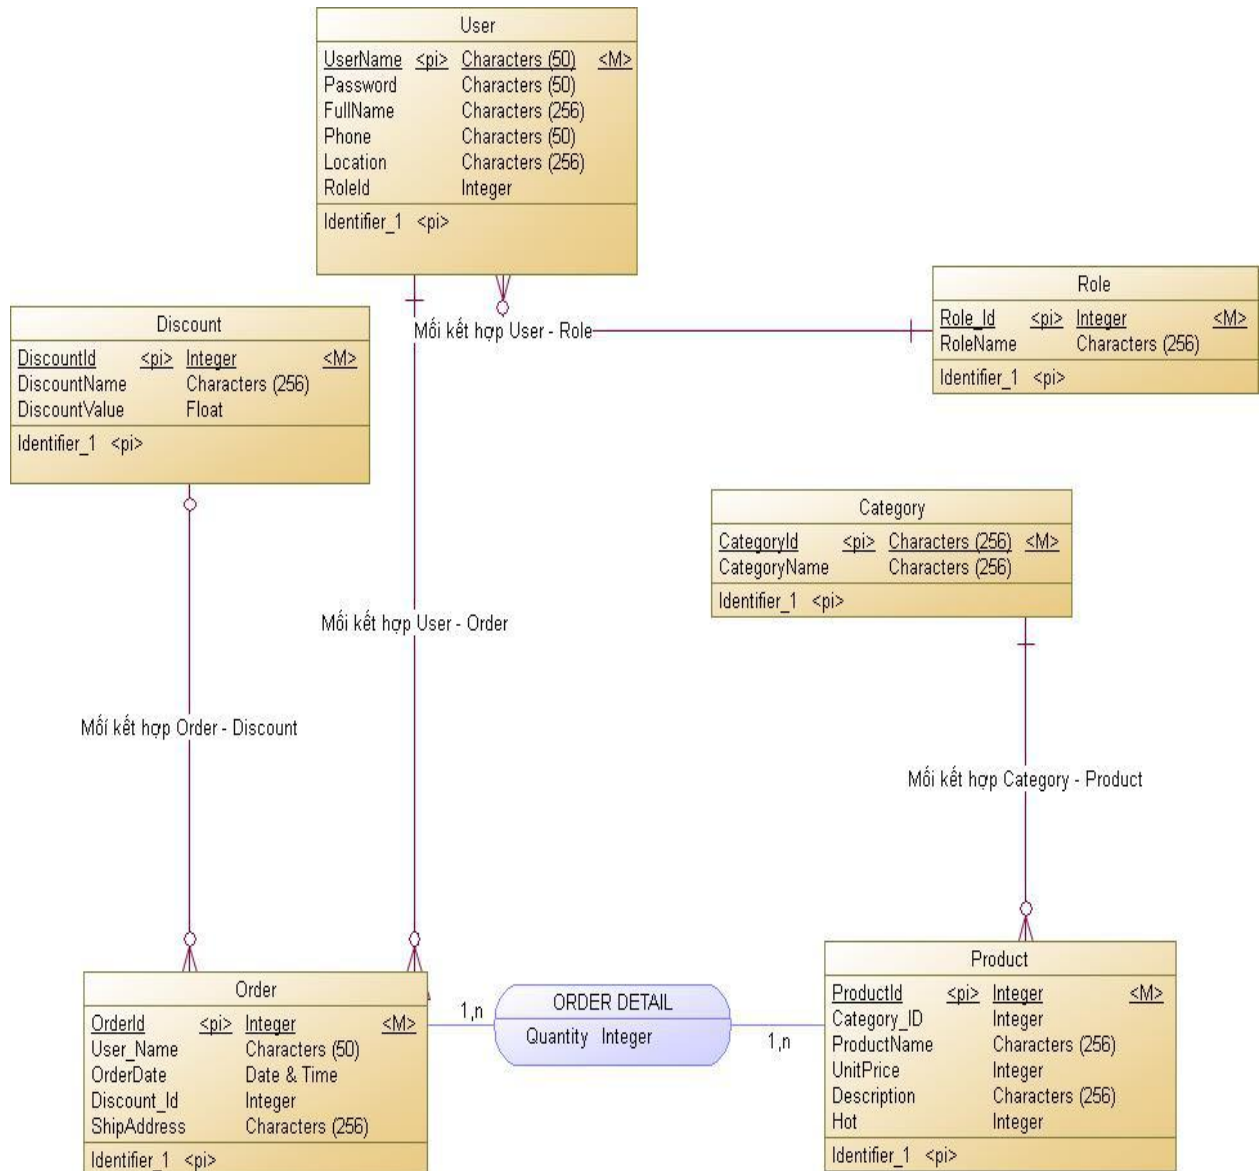 User
UserName <pi> Characters (50) <M>
Password Characters (50)
FullName Characters (256)
Phone Characters (50)
Location Characters (256)
RoleId Integer
Identifier_1 <pi>
Mối kết hợp User - Role
Role
Role_Id <pi> Integer <M>
RoleName Characters (256)
Identifier_1 <pi>
Discount
DiscountId <pi> Integer <M>
DiscountName Characters (256)
DiscountValue Float
Identifier_1 <pi>
Category
CategoryId <pi> Characters (256) <M>
CategoryName Characters (256)
Identifier_1 <pi>
Mối kết hợp User - Order
Mối kết hợp Order - Discount
Mối kết hợp Category - Product
Order
OrderId <pi> Integer <M>
User_Name Characters (50)
OrderDate Date & Time
Discount_Id Integer
ShipAddress Characters (256)
Identifier_1 <pi>
1,n
ORDER DETAIL
Quantity Integer
1,n
Product
ProductId <pi> Integer <M>
Category_ID Integer
ProductName Characters (256)
UnitPrice Integer
Description Characters (256)
Hot Integer
Identifier_1 <pi>